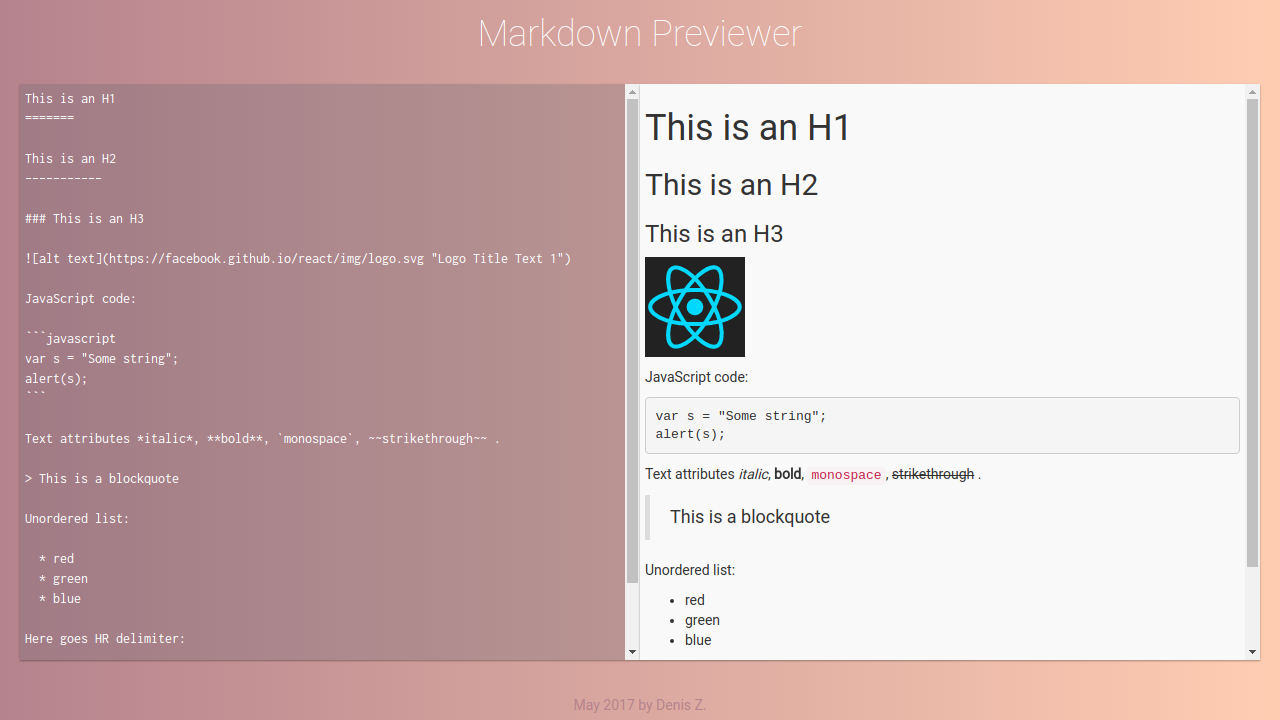 Markdown Previewer
This is an H1
=======
This is an H2
-----------
### This is an H3
![alt text](https://facebook.github.io/react/img/logo.svg "Logo Title Text 1")
JavaScript code:
```javascript
var s = "Some string";
alert(s);
```
Text attributes *italic*, **bold**, `monospace`, ~~strikethrough~~ .
> This is a blockquote
Unordered list:
* red
* green
* blue
Here goes HR delimiter:
This is an H1
This is an H2
This is an H3
JavaScript code:
var s = "Some string";
alert(s);
Text attributes italic, bold, monospace , strikethrough .
This is a blockquote
Unordered list:
• red
• green
• blue
May 2017 by Denis Z.